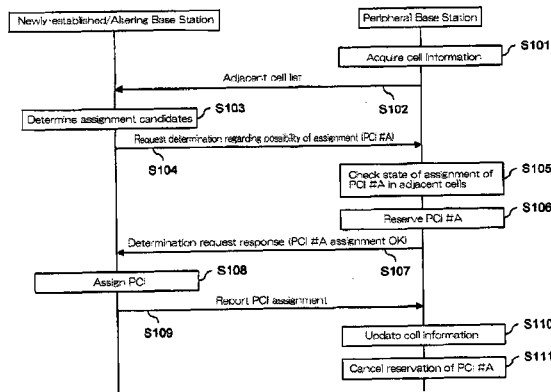 Newly-established/Altering Base Station
Peripheral Base Station
S101
Acquire cell information
Adjacent cell list
S102
S103
Determine assignment candidates
Request determination regarding possibility of assignment (PCI #A)
S104
S105
Check state of assignment of
PCI #A in adjacent cells
S106
Reserve PCI #A
Determination request response (PCI #A assignment OK)
S107
S108
Assign PCI
Report PCI assignment
S109
S110
Update cell information
S111
Cancel reservation of PCI #A